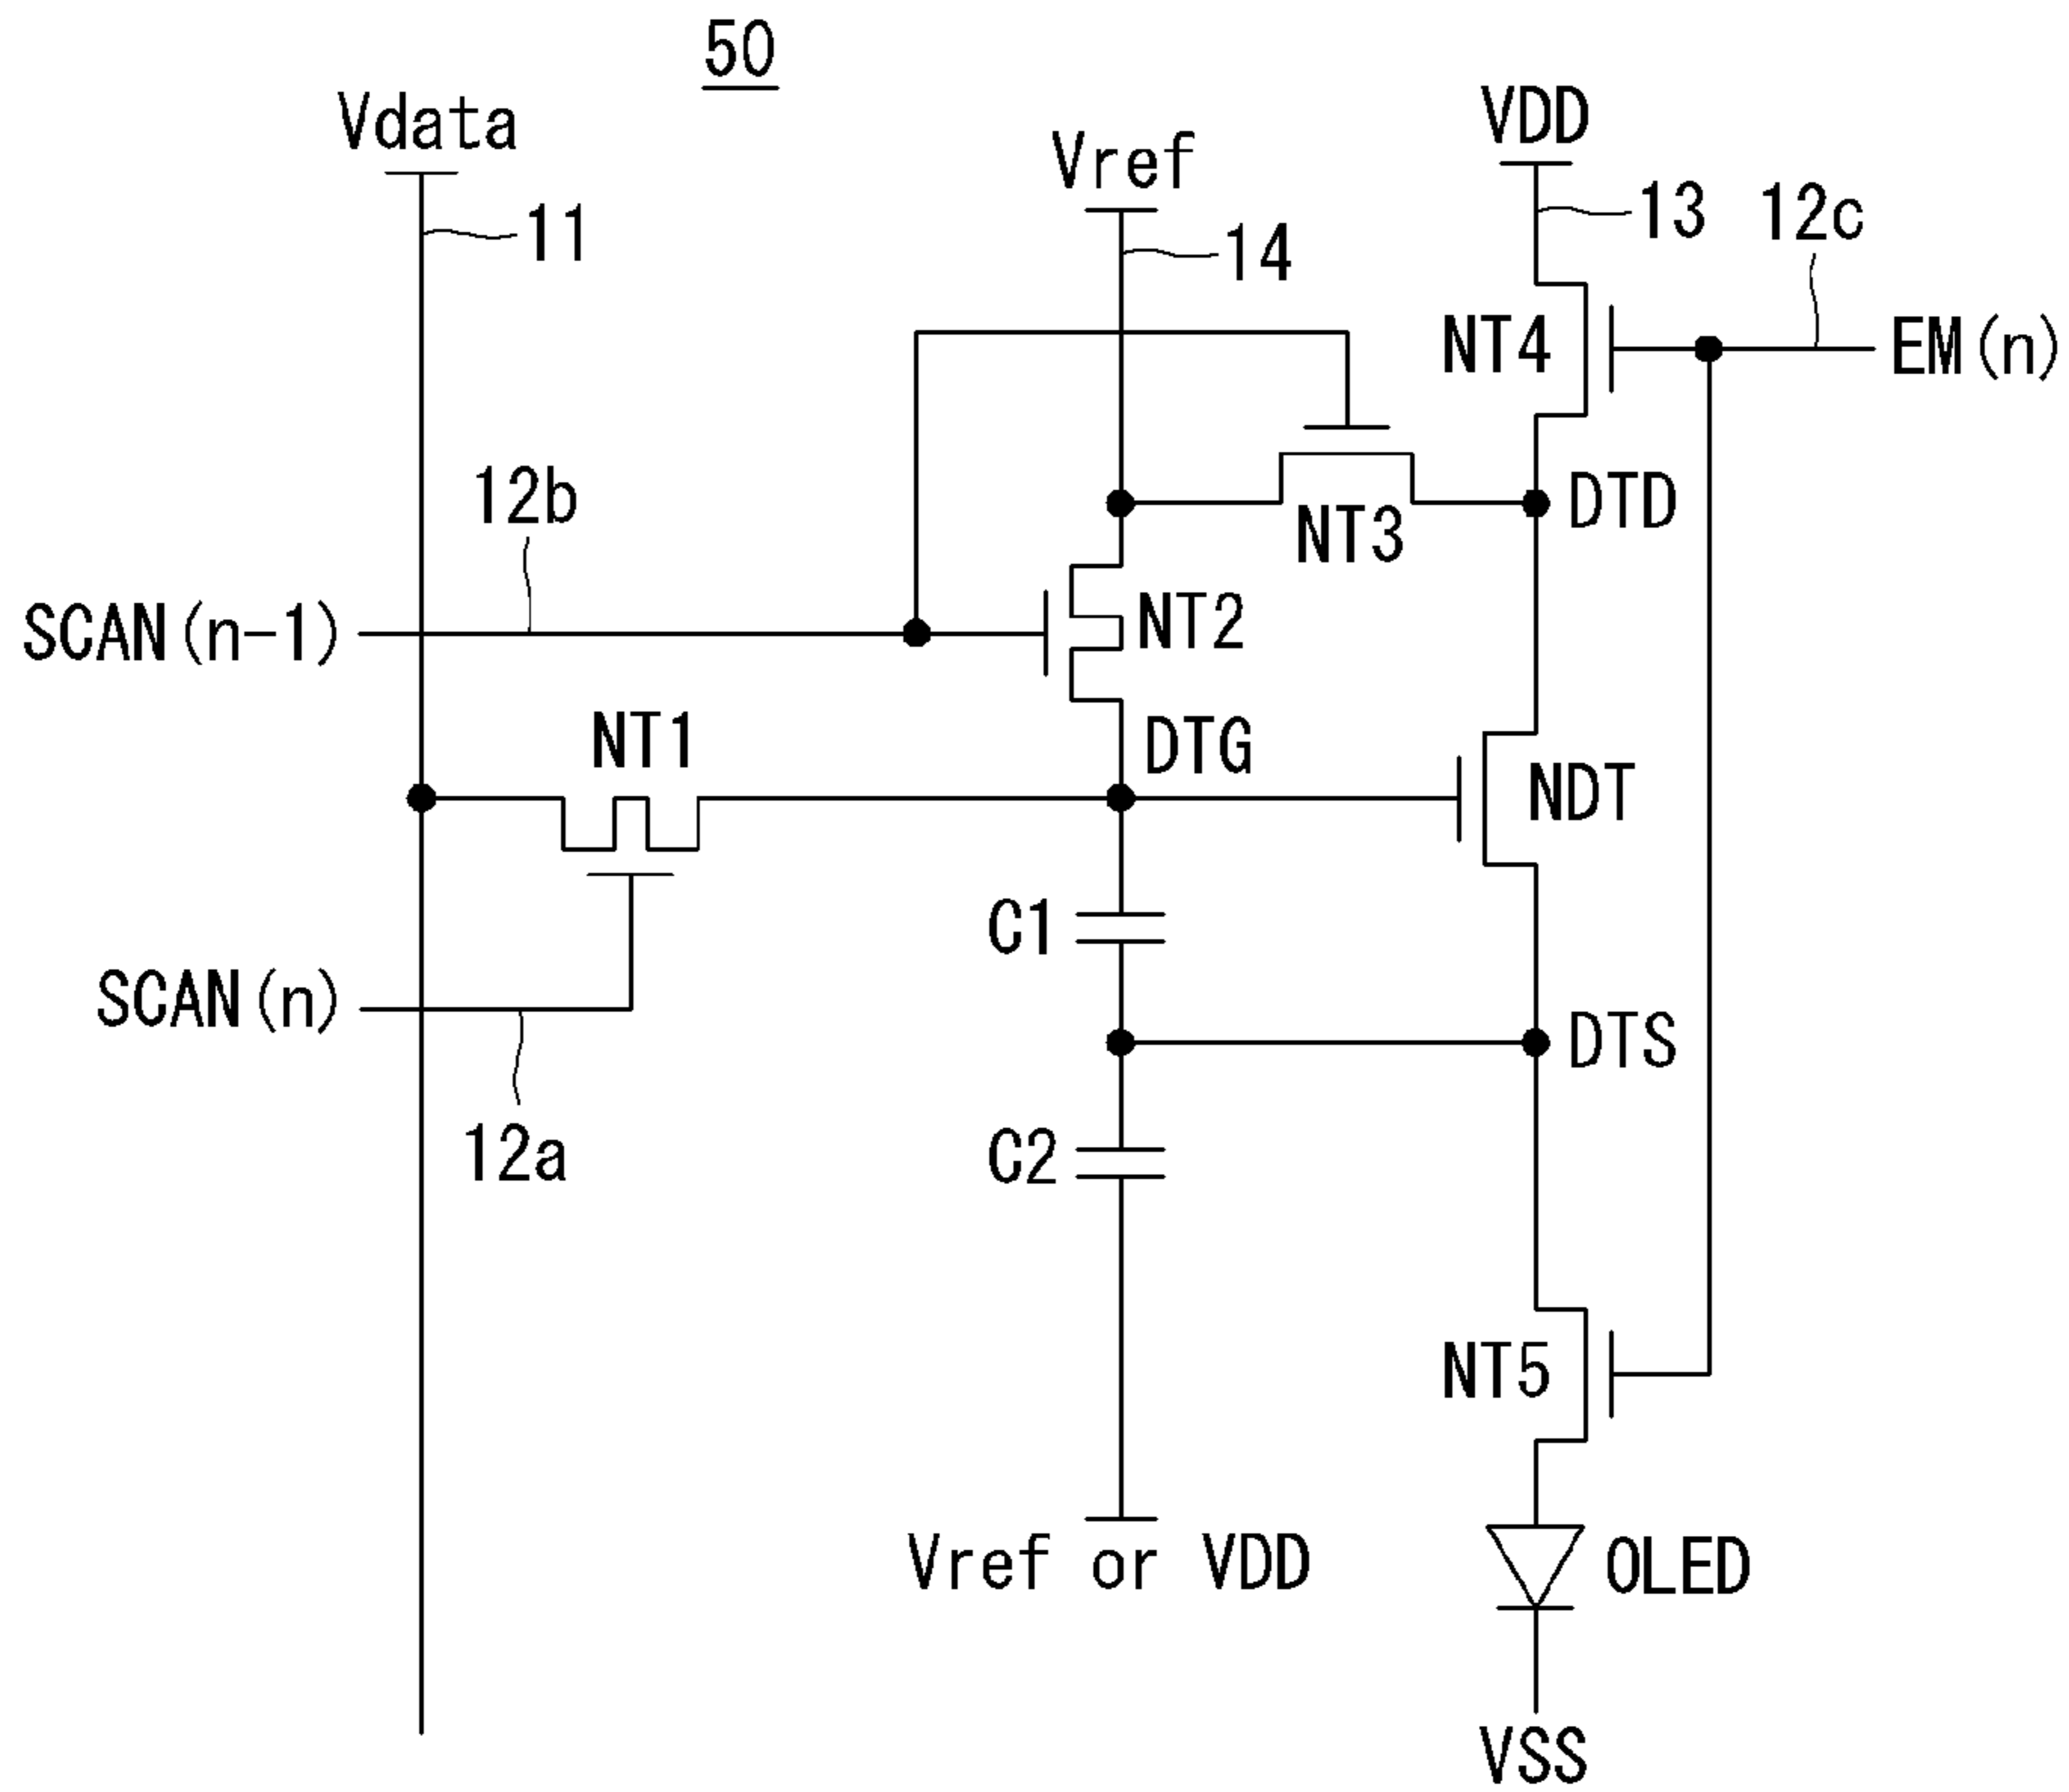 50
Vdata
VDD
Vref
11
13
12c
14
NT4
EM(n)
12b
DTD
NT3
SCAN(n-1)
NT2
NT1
DTG
NDT
C1
SCAN(n)
DTS
12a
C2
NT5
Vref or VDD
OLED
VSS